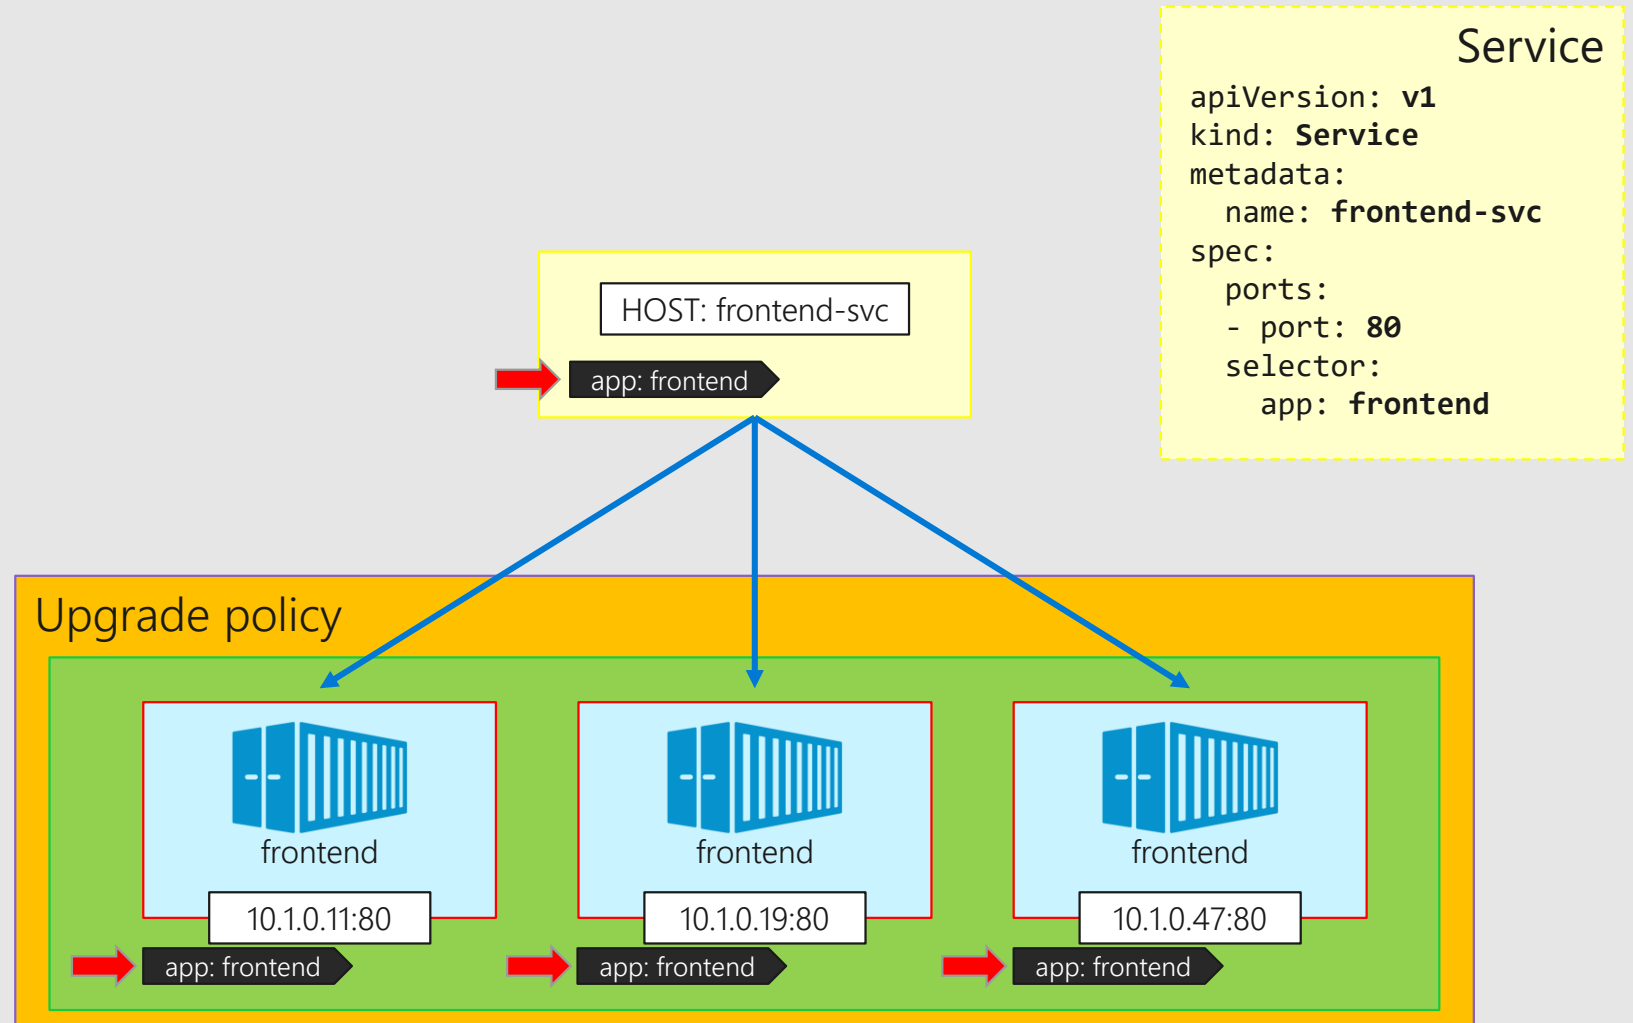 Service
apiVersion: v1
kind: Service
metadata:
  name: frontend-svc
spec:
  ports:
  - port: 80
  selector:
    app: frontend
HOST: frontend-svc
app: frontend
Upgrade policy
frontend
frontend
frontend
10.1.0.11:80
10.1.0.19:80
10.1.0.47:80
app: frontend
app: frontend
app: frontend